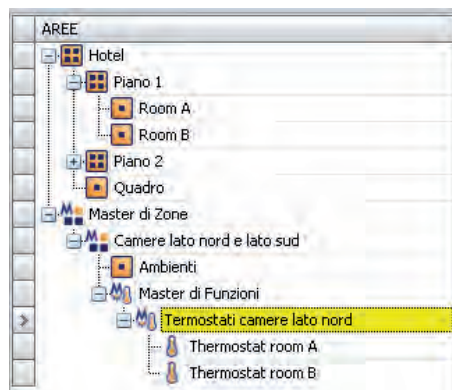 AREE
Hotel
Piano 1
Room A
Room B
Piano 2
Quadro
Master di Zone
Camere lato nord e lato sud
Ambienti
Master di Funzioni
Termostati camere lato nord
Thermostat room A
Thermostat room B